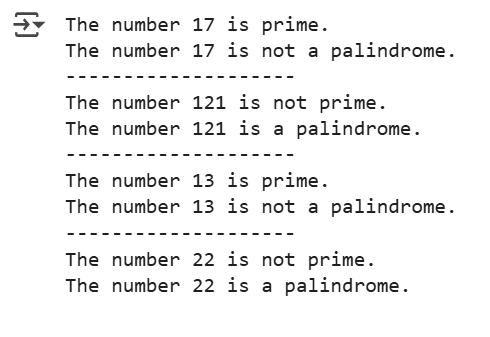 The number 17 is prime.
The number 17 is not a palindrome.
--------------------
The number 121 is not prime.
The number 121 is a palindrome.
--------------------
The number 13 is prime.
The number 13 is not a palindrome.
--------------------
The number 22 is not prime.
The number 22 is a palindrome.